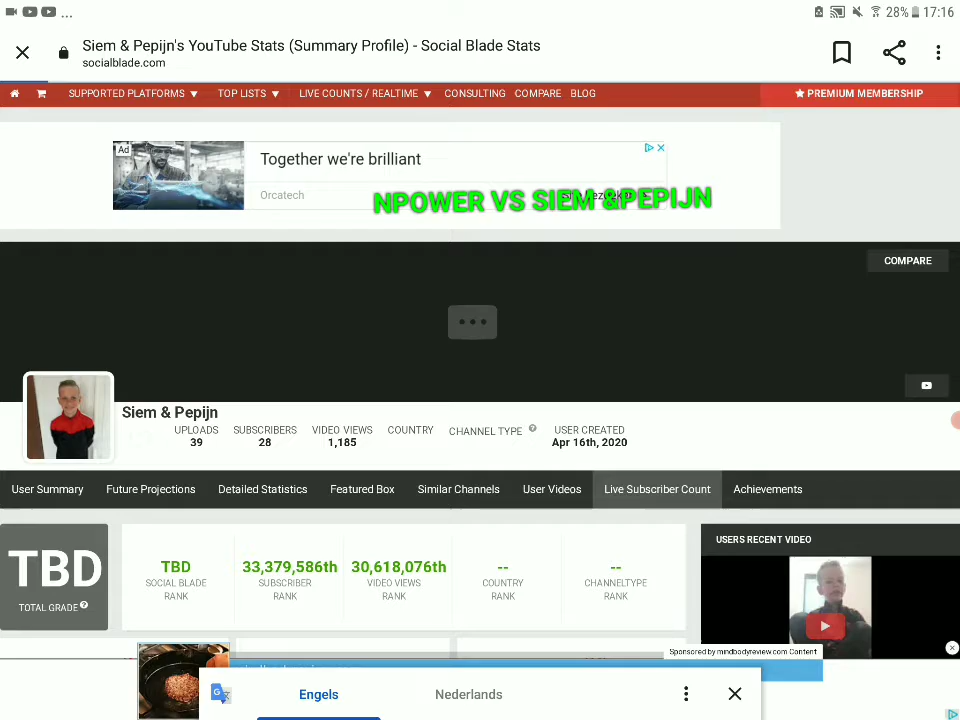 ...
28% 17:16
Siem & Pepijn's YouTube Stats (Summary Profile) - Social Blade Stats
socialblade.com
SUPPORTED PLATFORMS TOP LISTS LIVE COUNTS / REALTIME CONSULTING COMPARE BLOG PREMIUM MEMBERSHIP
Ad
Together we're brilliant
Orcatech
NPOWER VS SIEM &PEPIJN
COMPARE
Siem & Pepijn
UPLOADS SUBSCRIBERS VIDEO VIEWS COUNTRY CHANNEL TYPE ? USER CREATED
39 28 1,185 Apr 16th, 2020
User Summary Future Projections Detailed Statistics Featured Box Similar Channels User Videos Live Subscriber Count Achievements
TBD
TOTAL GRADE ?
TBD 33,379,586th 30,618,076th -- --
SOCIAL BLADE SUBSCRIBER VIDEO VIEWS COUNTRY CHANNELTYPE
RANK RANK RANK RANK RANK
USERS RECENT VIDEO
Sponsored by mindbodyreview.com Content
Engels Nederlands